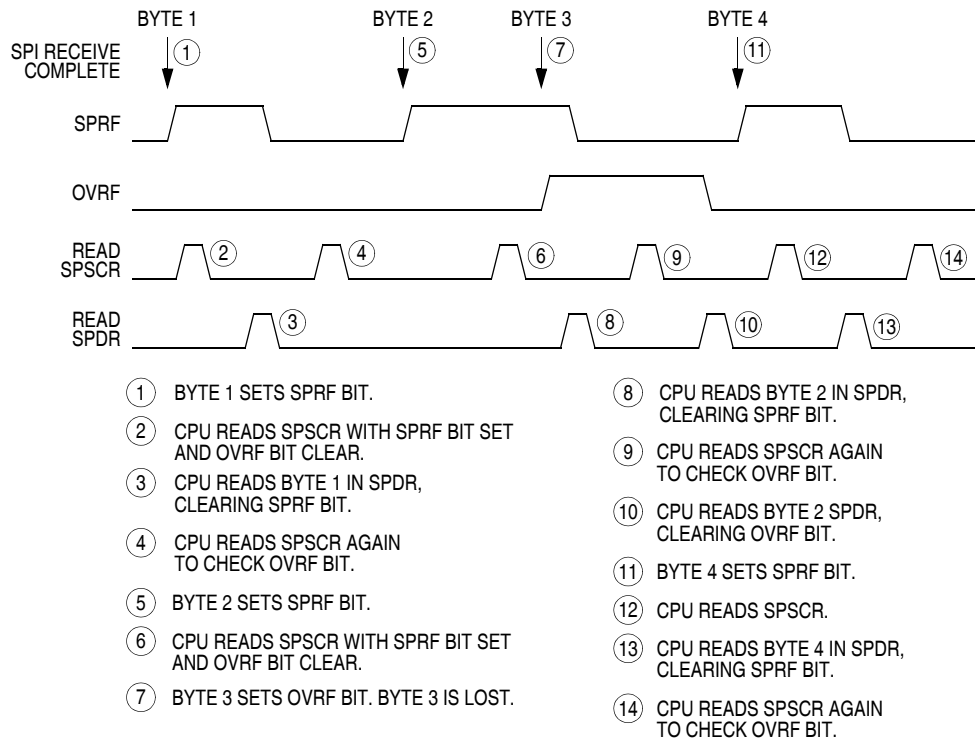 BYTE 1 BYTE 2 BYTE 3 BYTE 4
SPI RECEIVE
COMPLETE
1 5 7 11
SPRF
OVRF
READ
SPSCR
2 4 6 9 12 14
READ
SPDR
3 8 10 13
1 BYTE 1 SETS SPRF BIT.
2 CPU READS SPSCR WITH SPRF BIT SET
AND OVRF BIT CLEAR.
3 CPU READS BYTE 1 IN SPDR,
CLEARING SPRF BIT.
4 CPU READS SPSCR AGAIN
TO CHECK OVRF BIT.
5 BYTE 2 SETS SPRF BIT.
6 CPU READS SPSCR WITH SPRF BIT SET
AND OVRF BIT CLEAR.
7 BYTE 3 SETS OVRF BIT. BYTE 3 IS LOST.
8 CPU READS BYTE 2 IN SPDR,
CLEARING SPRF BIT.
9 CPU READS SPSCR AGAIN
TO CHECK OVRF BIT.
10 CPU READS BYTE 2 SPDR,
CLEARING OVRF BIT.
11 BYTE 4 SETS SPRF BIT.
12 CPU READS SPSCR.
13 CPU READS BYTE 4 IN SPDR,
CLEARING SPRF BIT.
14 CPU READS SPSCR AGAIN
TO CHECK OVRF BIT.